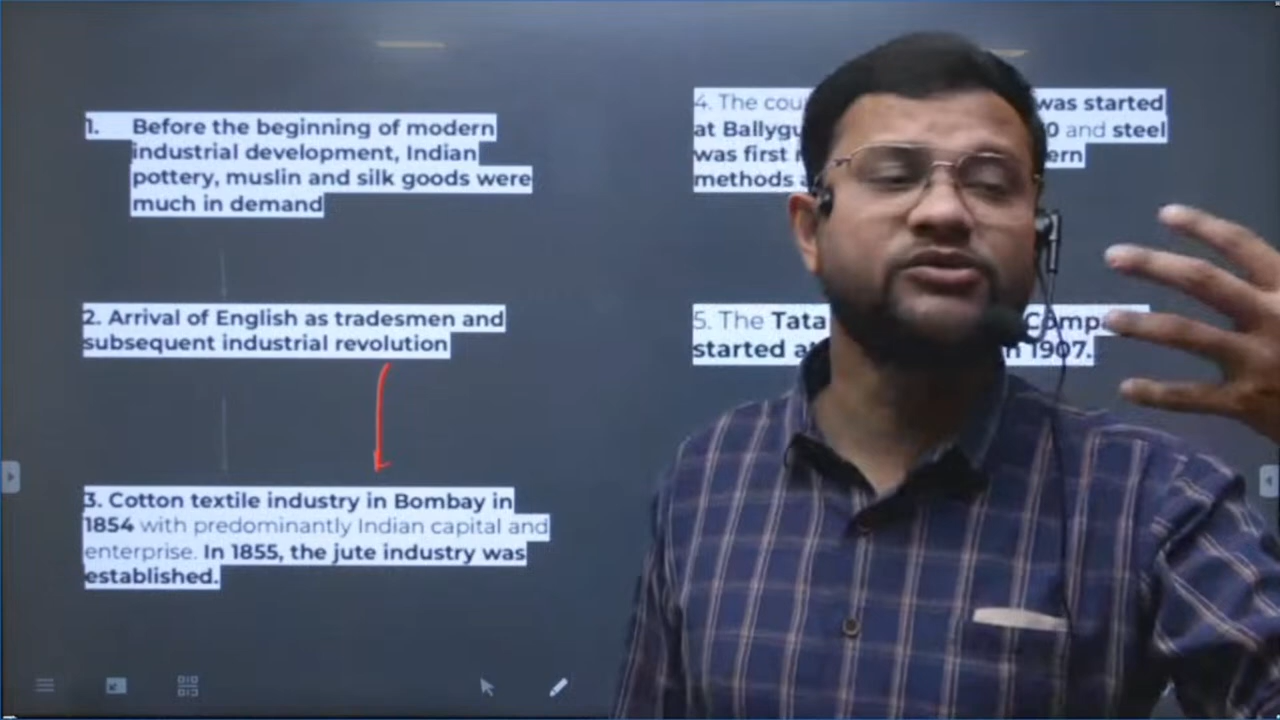 1. Before the beginning of modern
industrial development, Indian
pottery, muslin and silk goods were
much in demand
2. Arrival of English as tradesmen and
subsequent industrial revolution
3. Cotton textile industry in Bombay in
1854 with predominantly Indian capital and
enterprise. In 1855, the jute industry was
established.
4. The was started
at 0 and steel
was first
methods
5. The Tata
started 1907.